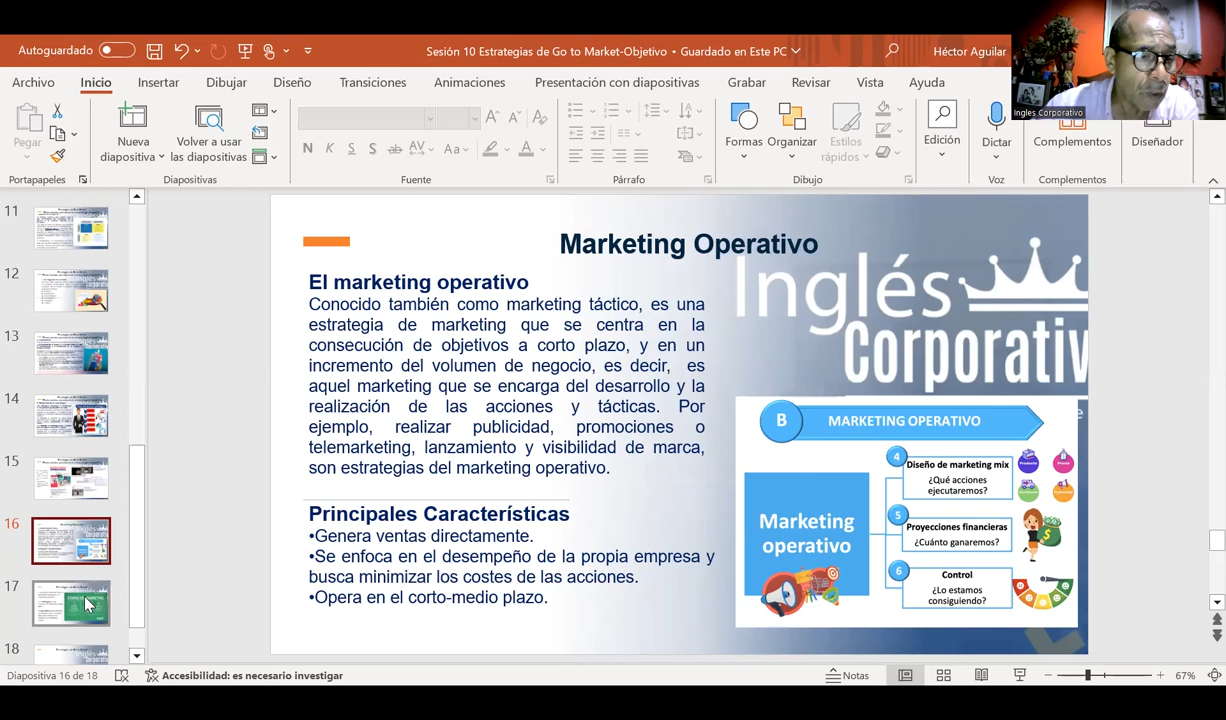 Autoguardado
Sesión 10 Estrategias de Go to Market-Objetivo • Guardado en Este PC
Héctor Aguilar
Archivo Inicio Insertar Dibujar Diseño Transiciones Animaciones Presentación con diapositivas Grabar Revisar Vista Ayuda
Ingles Corporativo
Pegar
Nueva
diapositiva
Volver a usar
las diapositivas
N K S S ab AV Aa A
Formas
Organizar
Estilos
rápidos
Edición
Dictar
Complementos
Diseñador
Portapapeles
Diapositivas
Fuente
Párrafo
Dibujo
Voz
Complementos
11
12
13
14
15
16
17
18
Marketing Operativo
Inglés
Corporativ
El marketing operativo
Conocido también como marketing táctico, es una
estrategia de marketing que se centra en la
consecución de objetivos a corto plazo, y en un
incremento del volumen de negocio, es decir, es
aquel marketing que se encarga del desarrollo y la
realización de las acciones y tácticas. Por
ejemplo, realizar publicidad, promociones o
telemarketing, lanzamiento y visibilidad de marca,
son estrategias del marketing operativo.
Principales Características
•Genera ventas directamente.
•Se enfoca en el desempeño de la propia empresa y
busca minimizar los costes de las acciones.
•Opera en el corto-medio plazo.
B MARKETING OPERATIVO
Marketing
operativo
4
Diseño de marketing mix
¿Qué acciones
ejecutaremos?
5
Proyecciones financieras
¿Cuánto ganaremos?
6
Control
¿Lo estamos
consiguiendo?
Diapositiva 16 de 18
Accesibilidad: es necesario investigar
Notas
67%